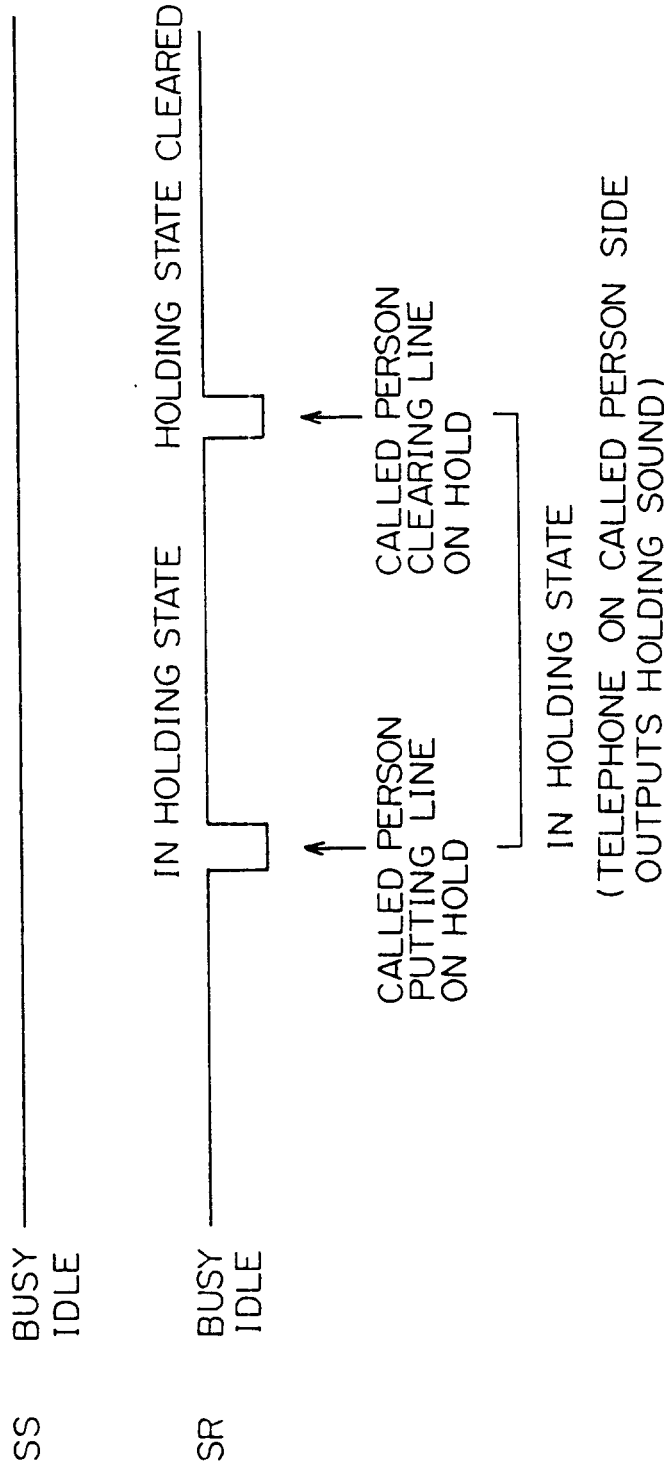 SS BUSY
IDLE
SR BUSY
IDLE
IN HOLDING STATE
HOLDING STATE CLEARED
CALLED PERSON
PUTTING LINE
ON HOLD
CALLED PERSON
CLEARING LINE
ON HOLD
IN HOLDING STATE
(TELEPHONE ON CALLED PERSON SIDE
OUTPUTS HOLDING SOUND)